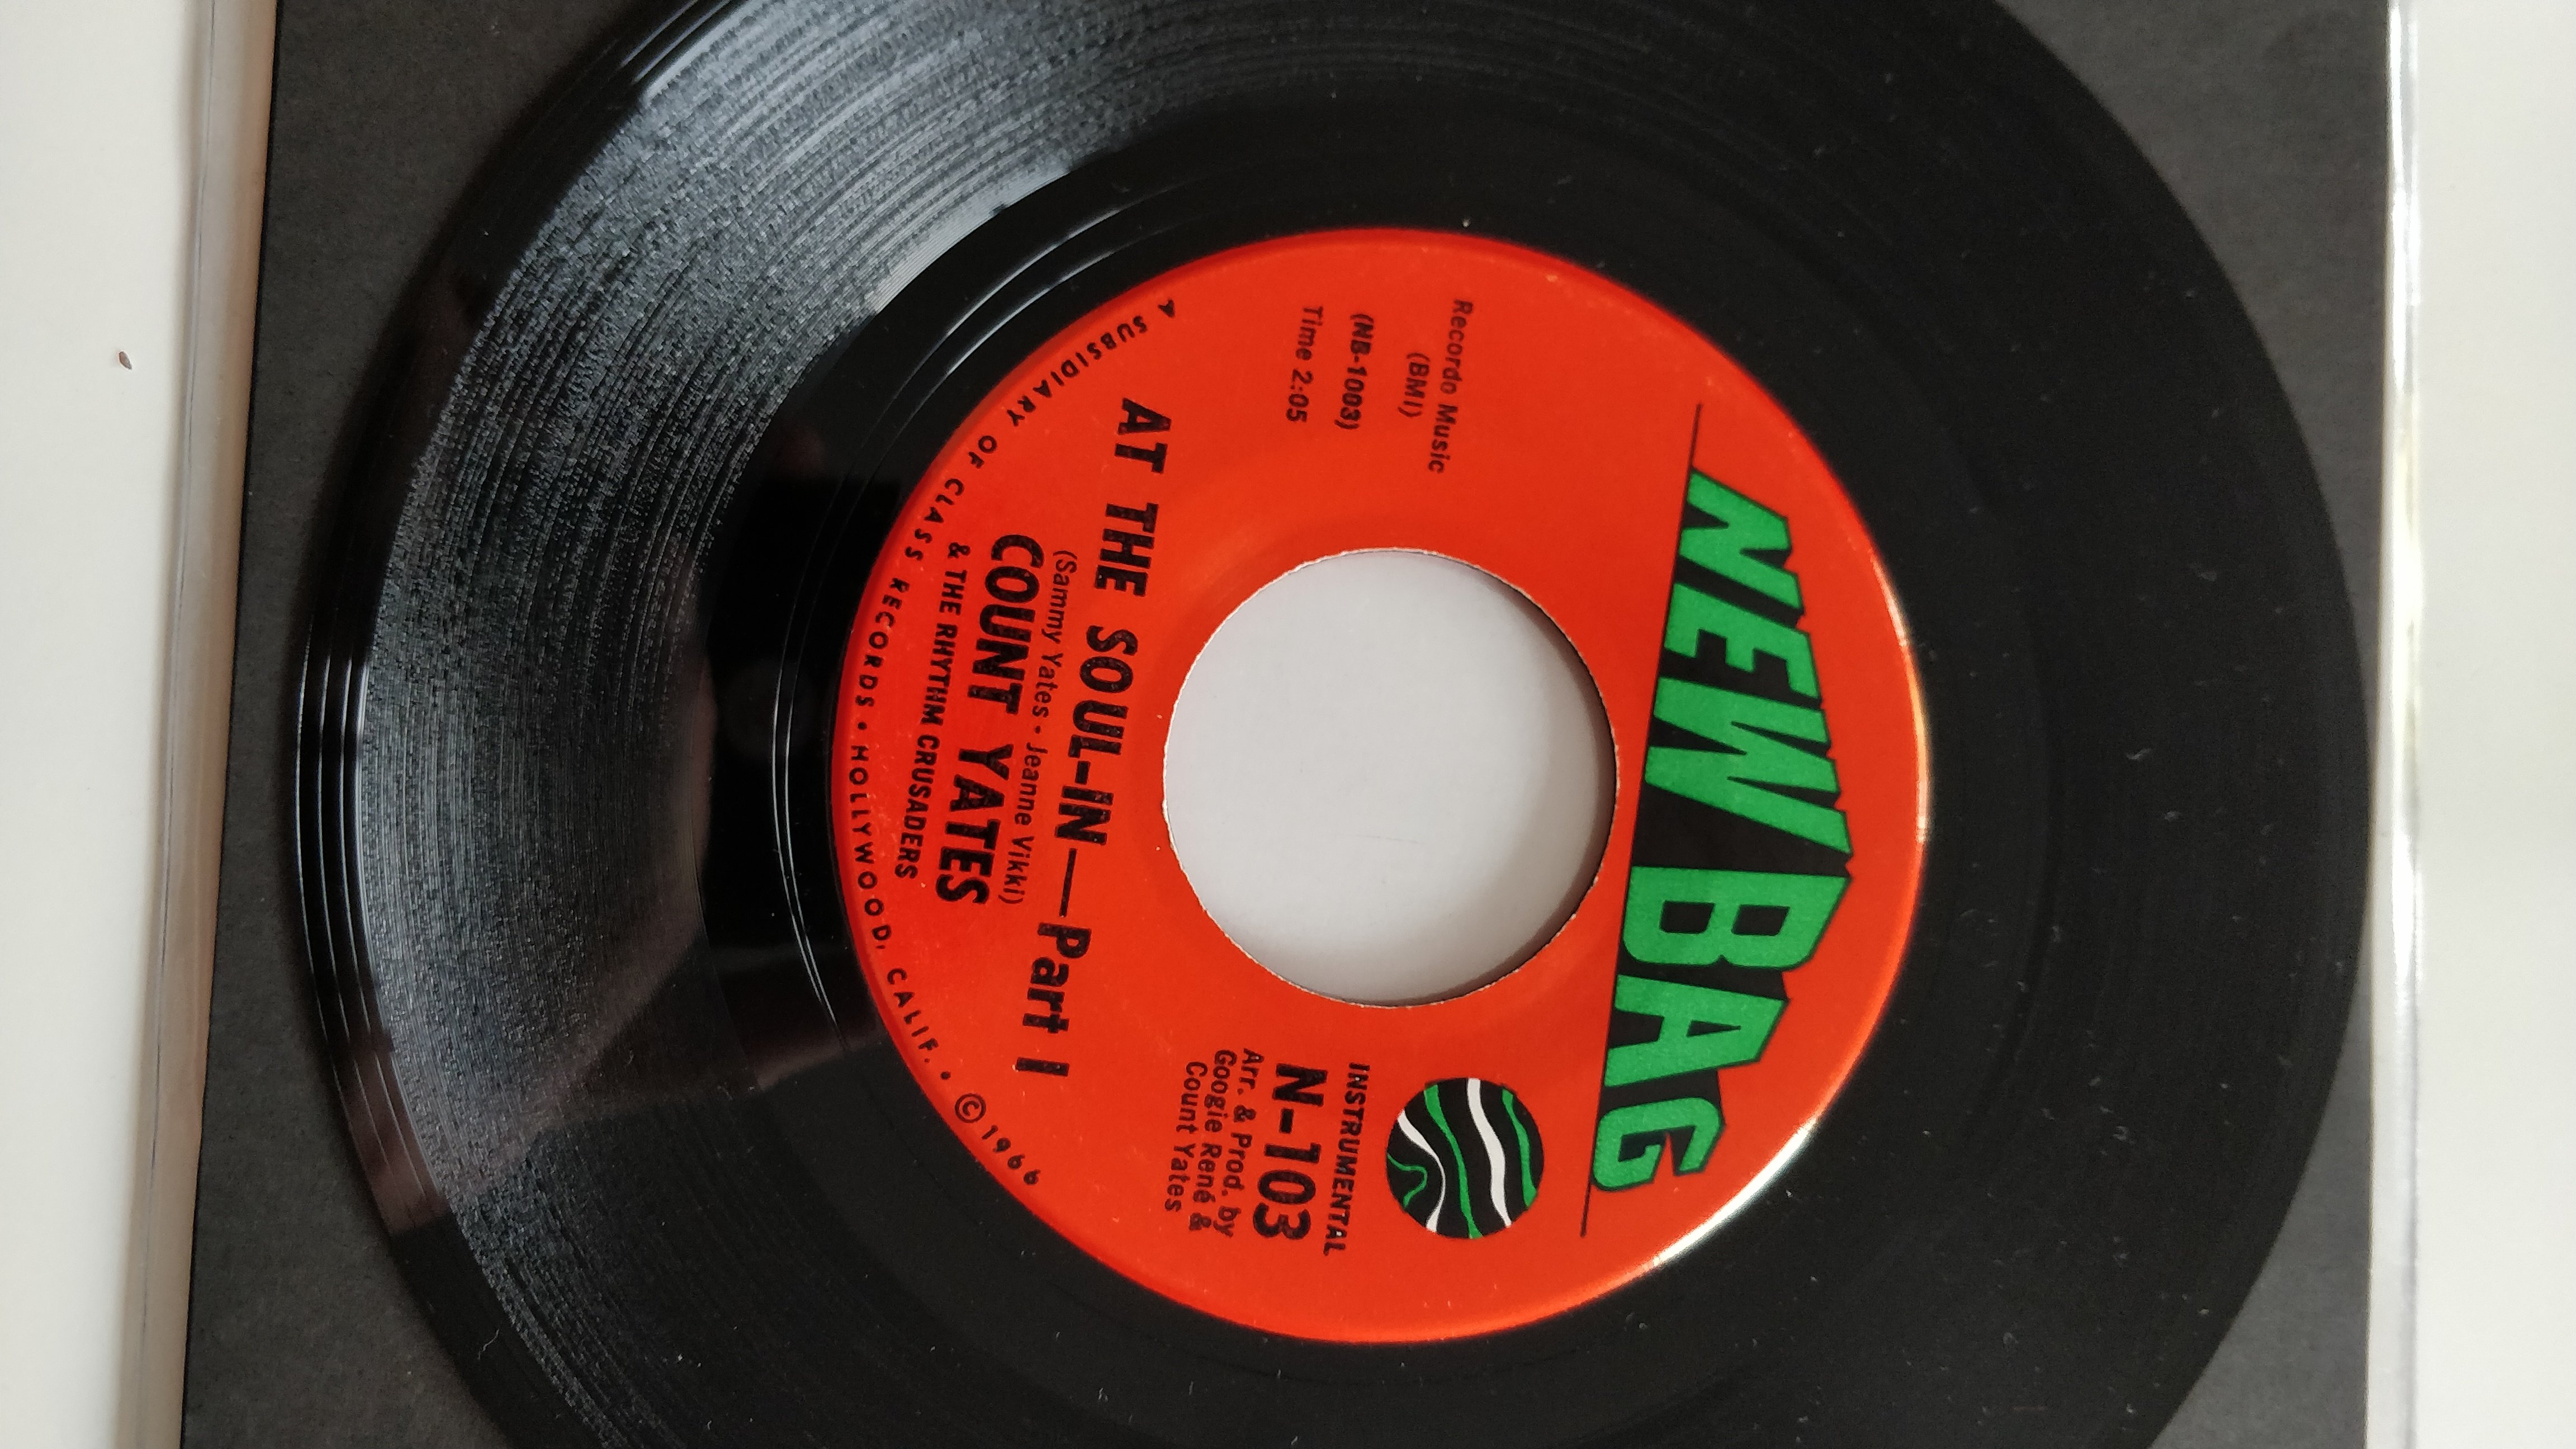 NEW BAG
Recordo Music
(BMI)
(NB-1003)
Time 2:05
INSTRUMENTAL
N-103
Arr. & Prod. by
Googie René &
Count Yates
AT THE SOUL-IN—Part I
(Sammy Yates - Jeanne Vikki)
COUNT YATES
& THE RHYTHM CRUSADERS
A SUBSIDIARY OF CLASS RECORDS • HOLLYWOOD, CALIF. • © 1966